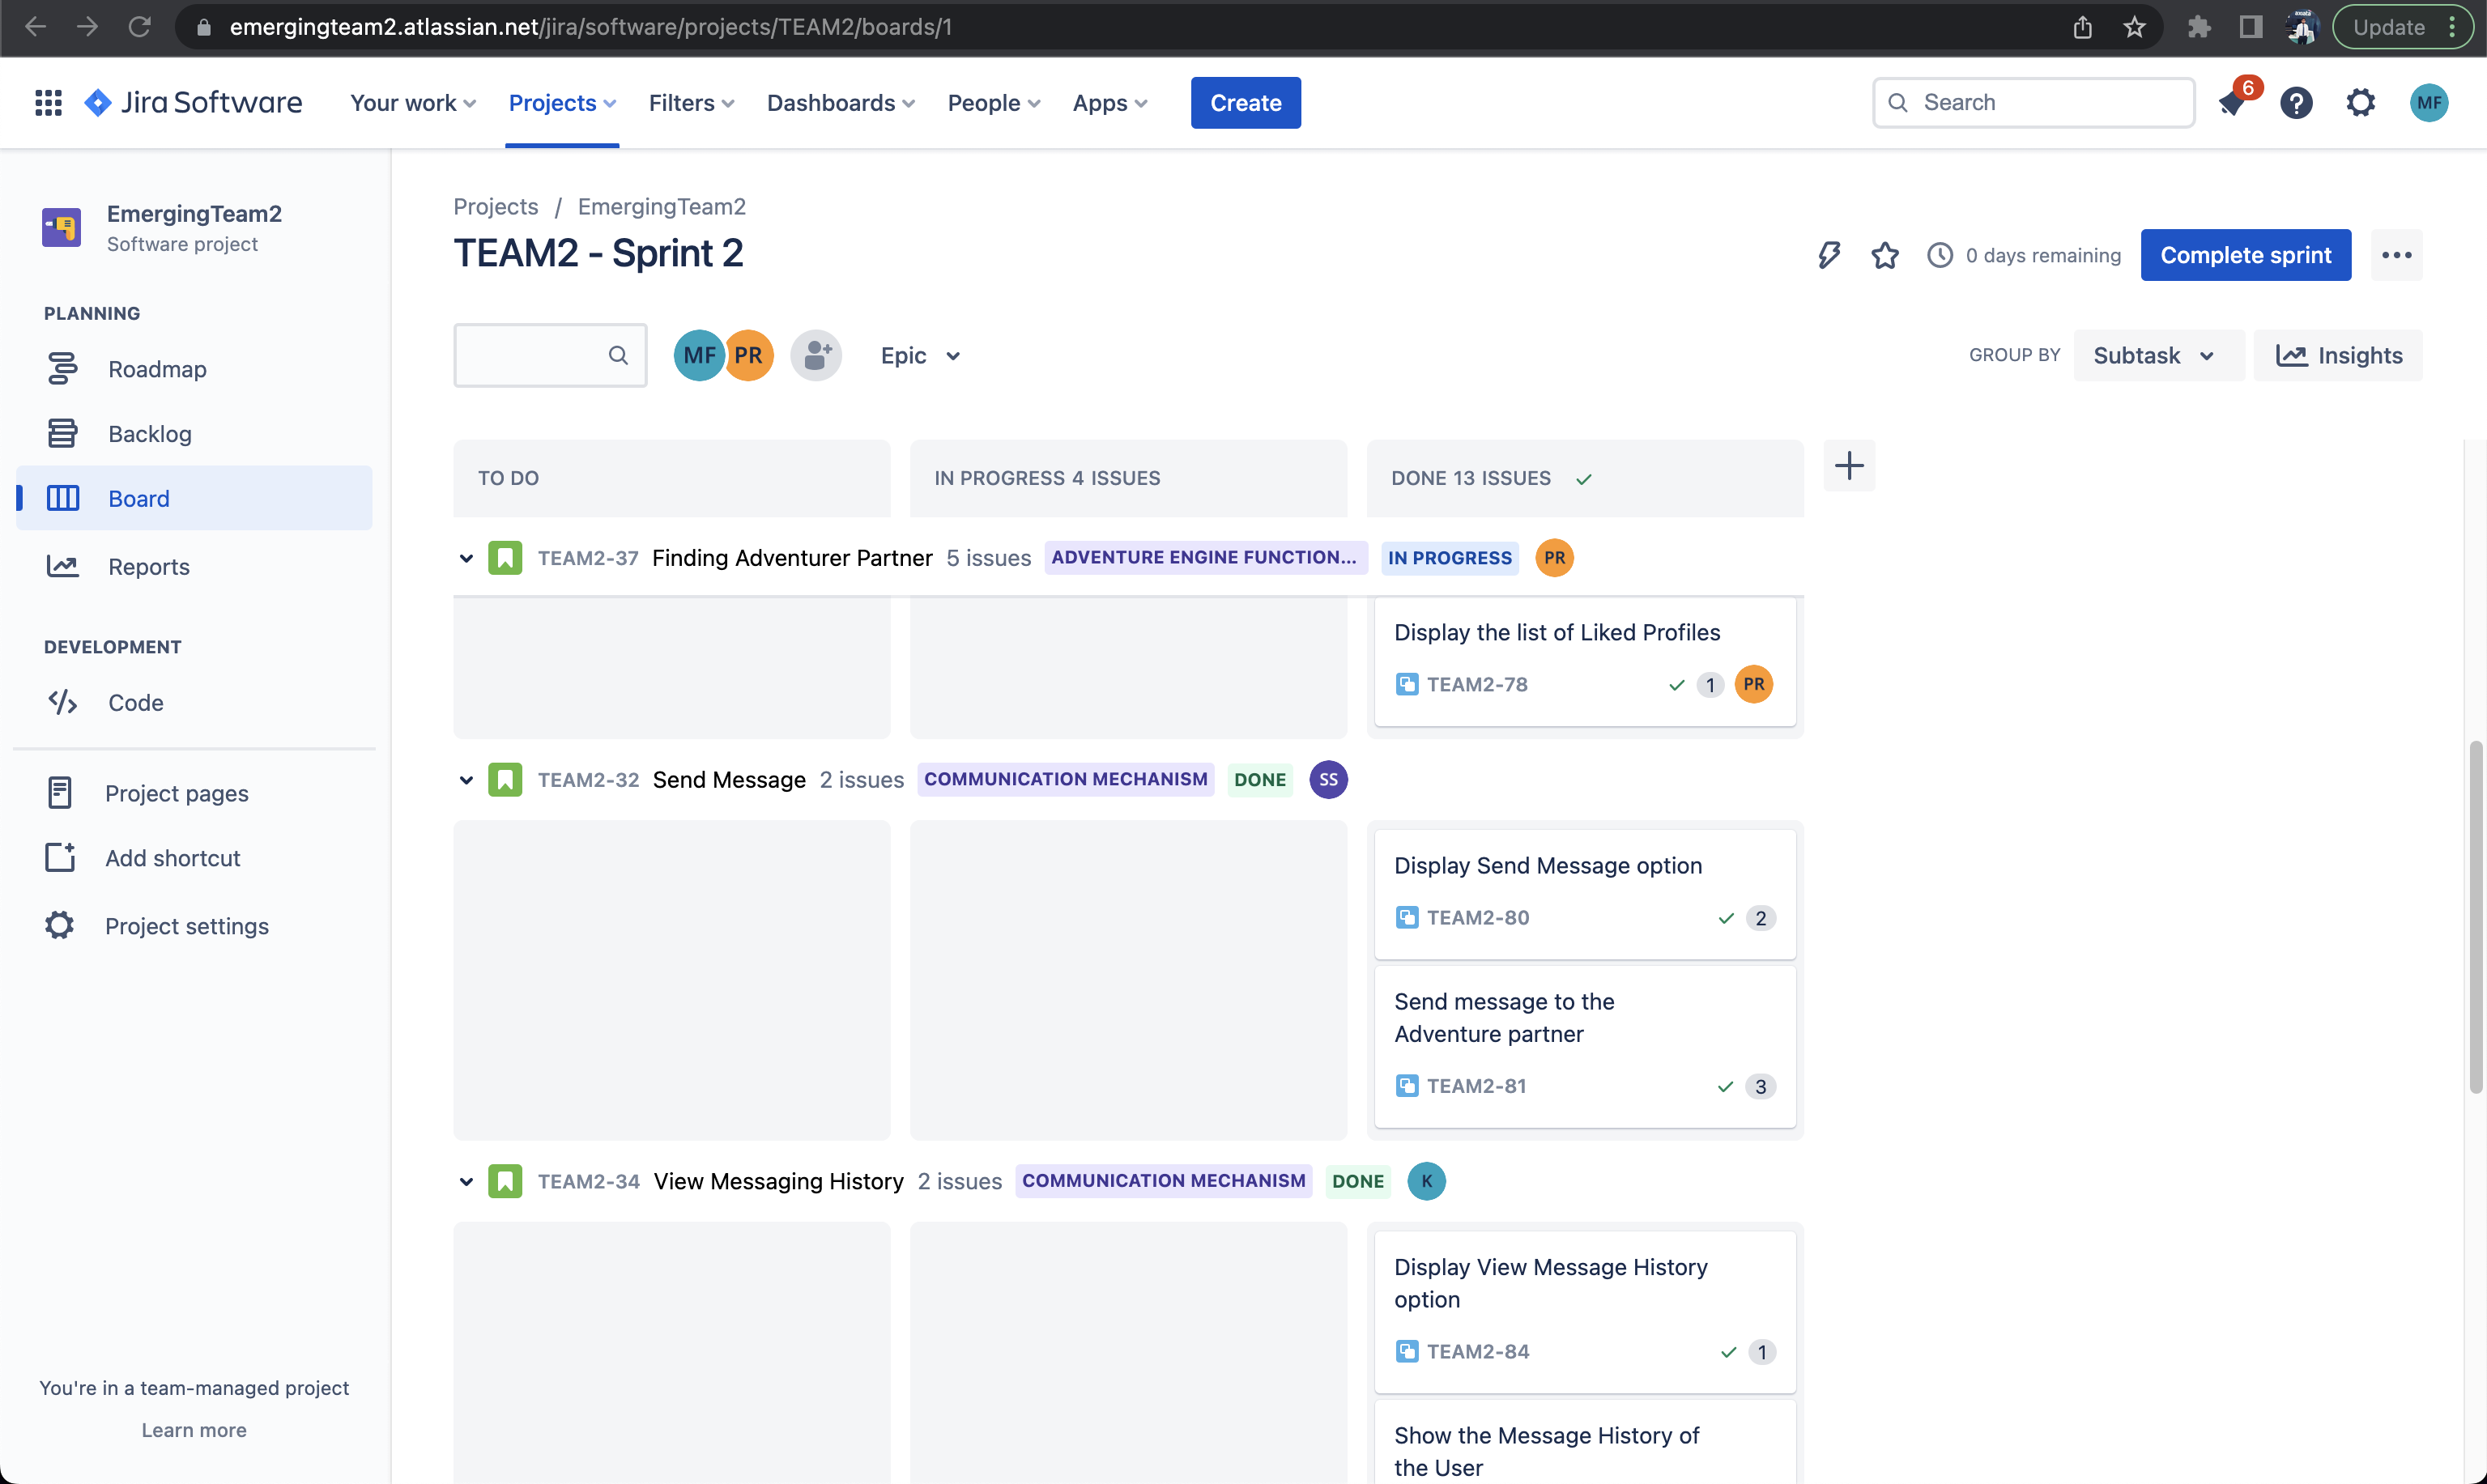 emergingteam2.atlassian.net/jira/software/projects/TEAM2/boards/1
Update
Jira Software
Your work
Projects
Filters
Dashboards
People
Apps
Create
Search
6
MF
EmergingTeam2
Software project
PLANNING
Roadmap
Backlog
Board
Reports
DEVELOPMENT
Code
Project pages
Add shortcut
Project settings
You're in a team-managed project
Learn more
Projects / EmergingTeam2
TEAM2 - Sprint 2
0 days remaining
Complete sprint
MF
PR
Epic
GROUP BY
Subtask
Insights
TO DO
IN PROGRESS 4 ISSUES
DONE 13 ISSUES
TEAM2-37 Finding Adventurer Partner 5 issues ADVENTURE ENGINE FUNCTION... IN PROGRESS PR
Display the list of Liked Profiles
TEAM2-78 1 PR
TEAM2-32 Send Message 2 issues COMMUNICATION MECHANISM DONE SS
Display Send Message option
TEAM2-80 2
Send message to the
Adventure partner
TEAM2-81 3
TEAM2-34 View Messaging History 2 issues COMMUNICATION MECHANISM DONE K
Display View Message History
option
TEAM2-84 1
Show the Message History of
the User